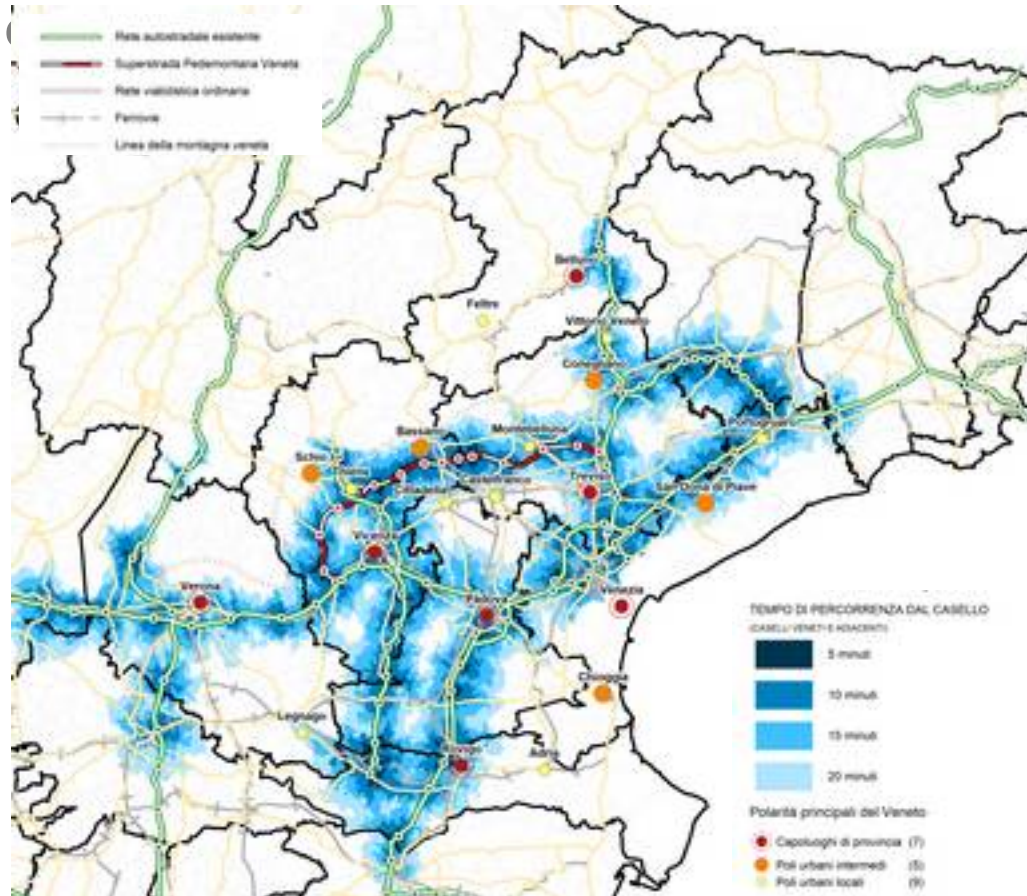 Rete autostradale esistente
Superstrada Pedemontana Veneta
Rete viabilistica ordinaria
Ferrovia
Linea della montagna veneta
Belluno
Feltre
Vittorio Veneto
Conegliano
Bassano
Montebelluna
Portogruaro
Schio
Thiene
Cittadella
Castelfranco
Treviso
San Donà di Piave
Vicenza
Verona
Padova
Venezia
TEMPO DI PERCORRENZA DAL CASELLO
(CASELLI VENETI E ADIACENTI)
5 minuti
10 minuti
15 minuti
20 minuti
Chioggia
Legnago
Rovigo
Adria
Polarità principali del Veneto
Capoluoghi di provincia (7)
Poli urbani intermedi (5)
Poli urbani locali (9)